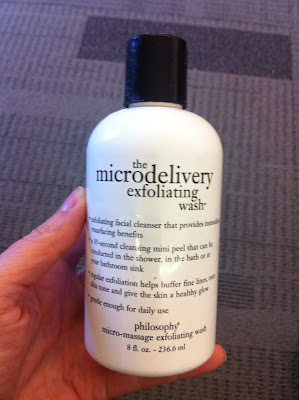 the
microdelivery
exfoliating
wash™
• exfoliating facial cleanser that provides immediate
resurfacing benefits
• a 30-second cleansing mini peel that can be
conducted in the shower, in the bath or at
your bathroom sink
• regular exfoliation helps buffer fine lines, even
skin tone and give the skin a healthy glow
• gentle enough for daily use
philosophy®
micro-massage exfoliating wash
8 fl. oz. - 236.6 ml